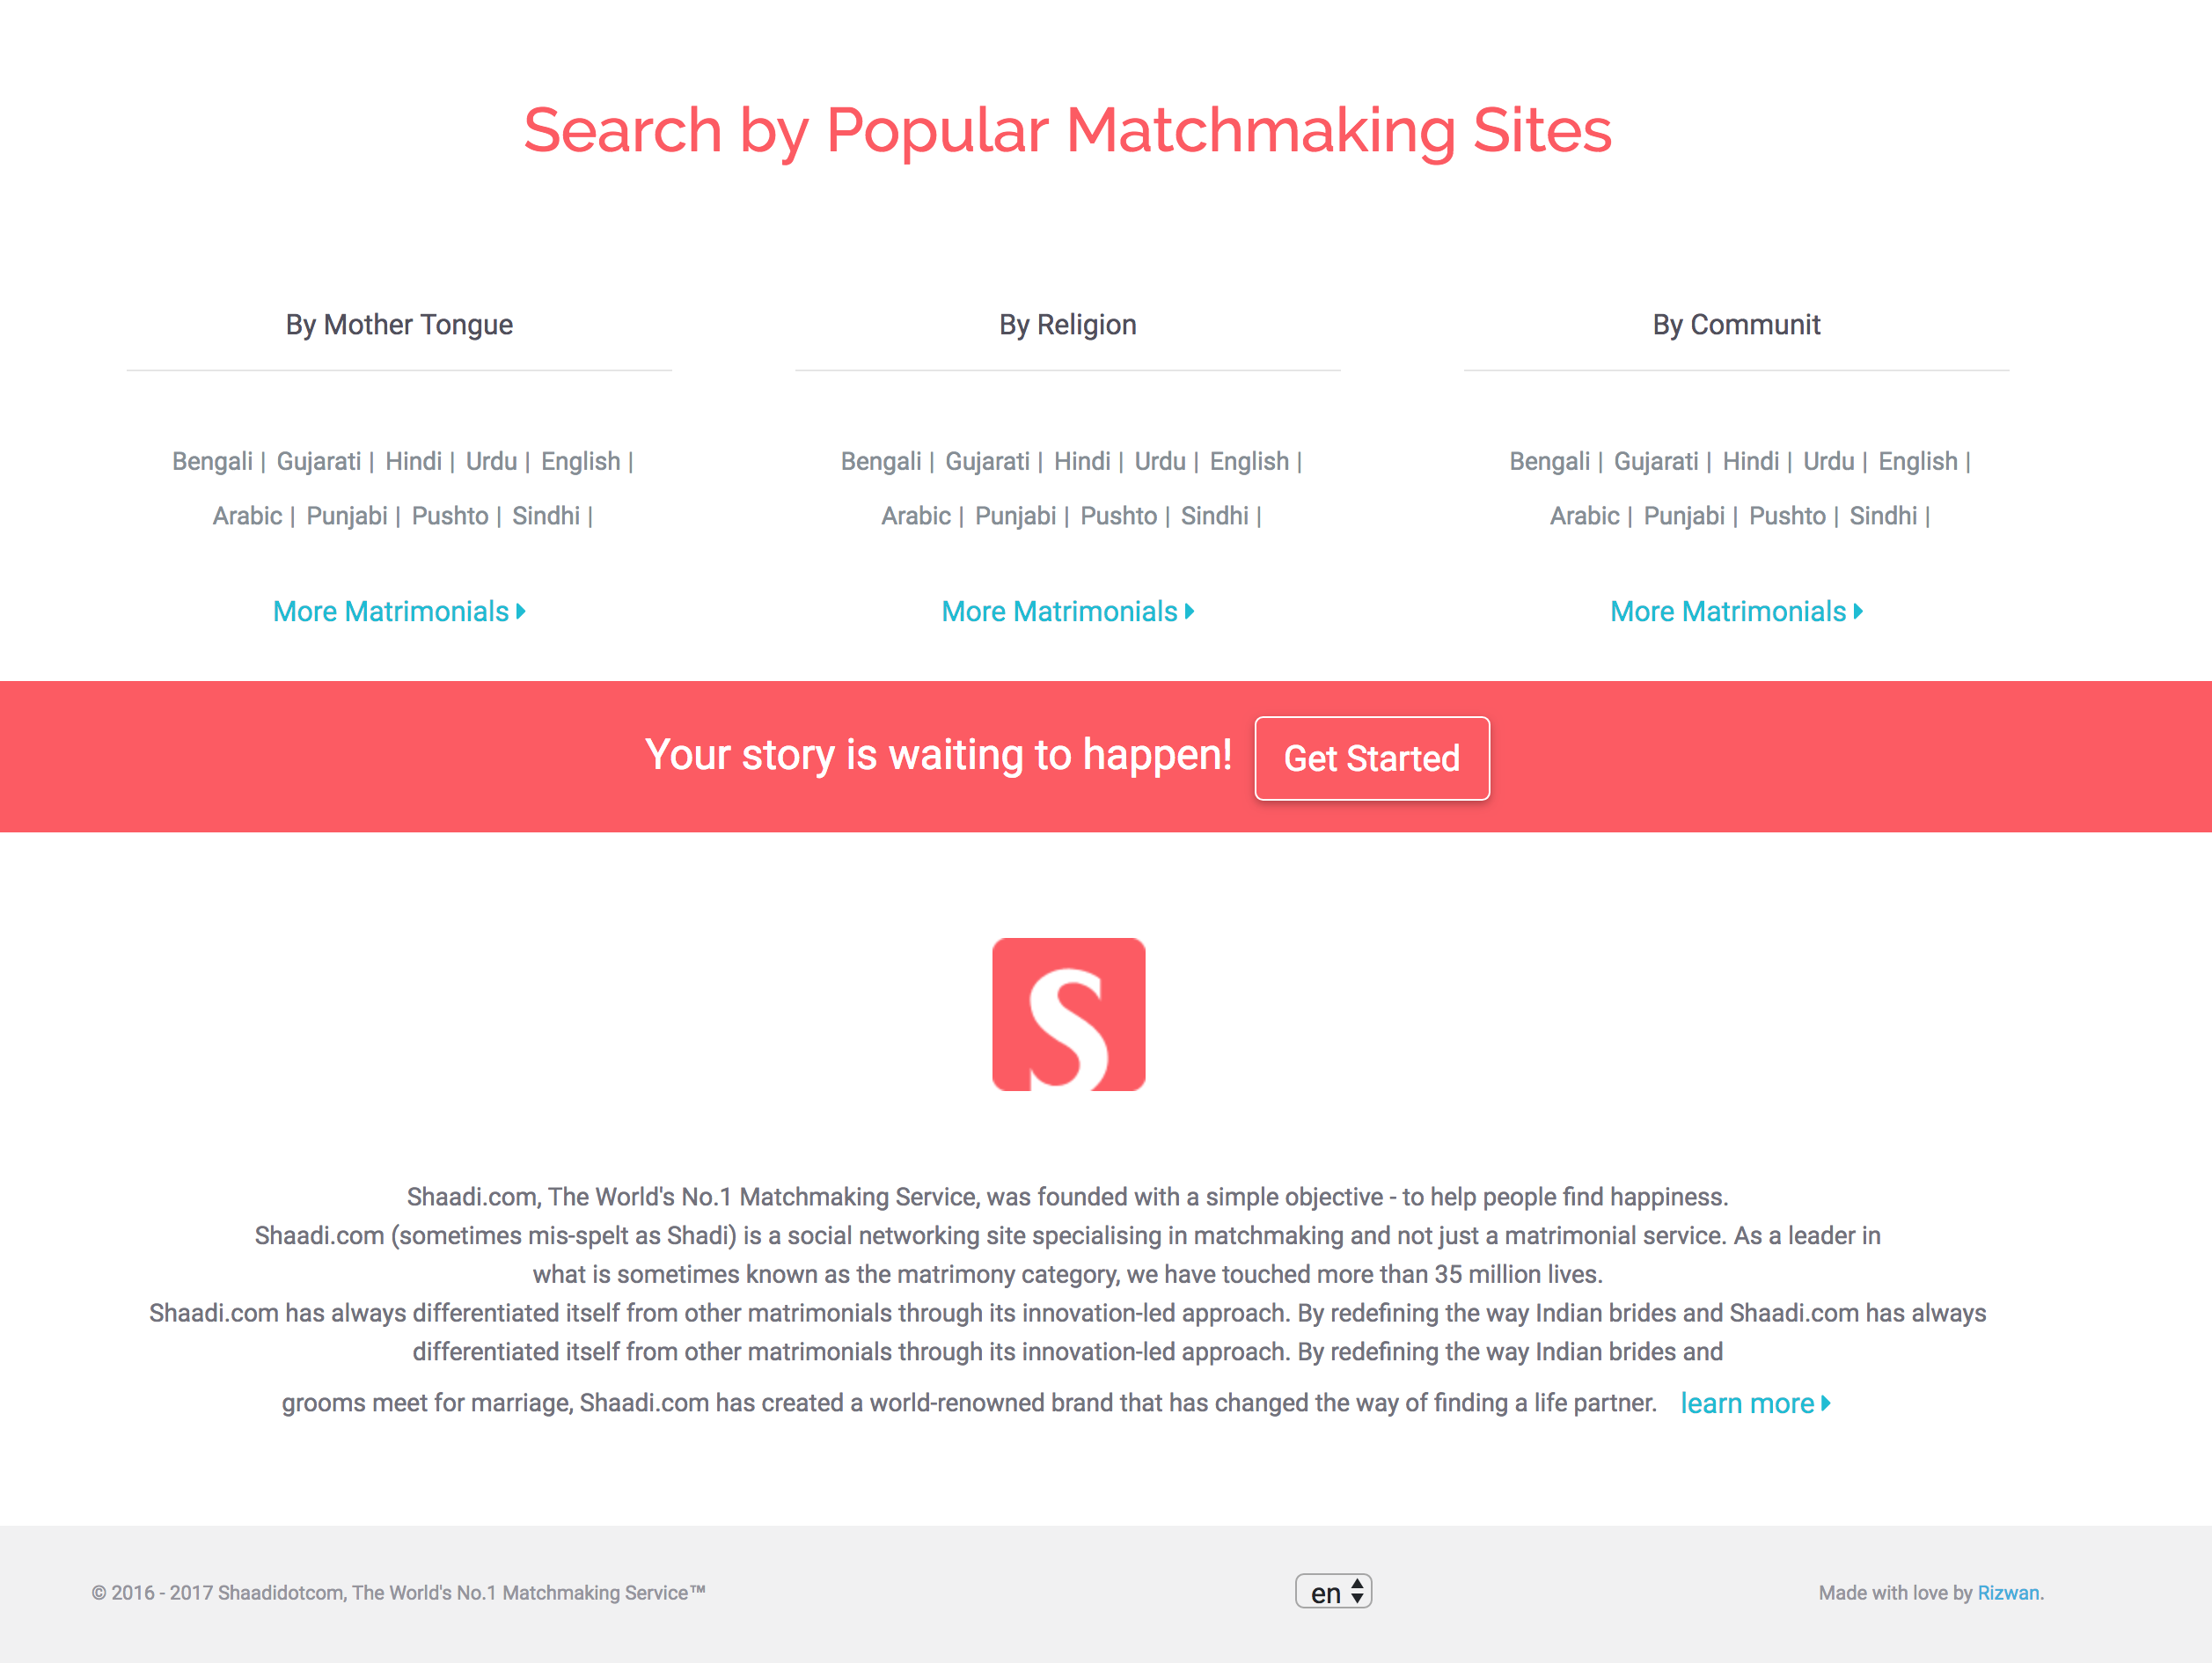 Search by Popular Matchmaking Sites
By Mother Tongue
Bengali | Gujarati | Hindi | Urdu | English |
Arabic | Punjabi | Pushto | Sindhi |
More Matrimonials
By Religion
Bengali | Gujarati | Hindi | Urdu | English |
Arabic | Punjabi | Pushto | Sindhi |
More Matrimonials
By Communit
Bengali | Gujarati | Hindi | Urdu | English |
Arabic | Punjabi | Pushto | Sindhi |
More Matrimonials
Your story is waiting to happen! Get Started
S
Shaadi.com, The World's No.1 Matchmaking Service, was founded with a simple objective - to help people find happiness.
Shaadi.com (sometimes mis-spelt as Shadi) is a social networking site specialising in matchmaking and not just a matrimonial service. As a leader in
what is sometimes known as the matrimony category, we have touched more than 35 million lives.
Shaadi.com has always differentiated itself from other matrimonials through its innovation-led approach. By redefining the way Indian brides and Shaadi.com has always
differentiated itself from other matrimonials through its innovation-led approach. By redefining the way Indian brides and
grooms meet for marriage, Shaadi.com has created a world-renowned brand that has changed the way of finding a life partner. learn more
© 2016 - 2017 Shaadidotcom, The World's No.1 Matchmaking Service™
en
Made with love by Rizwan.